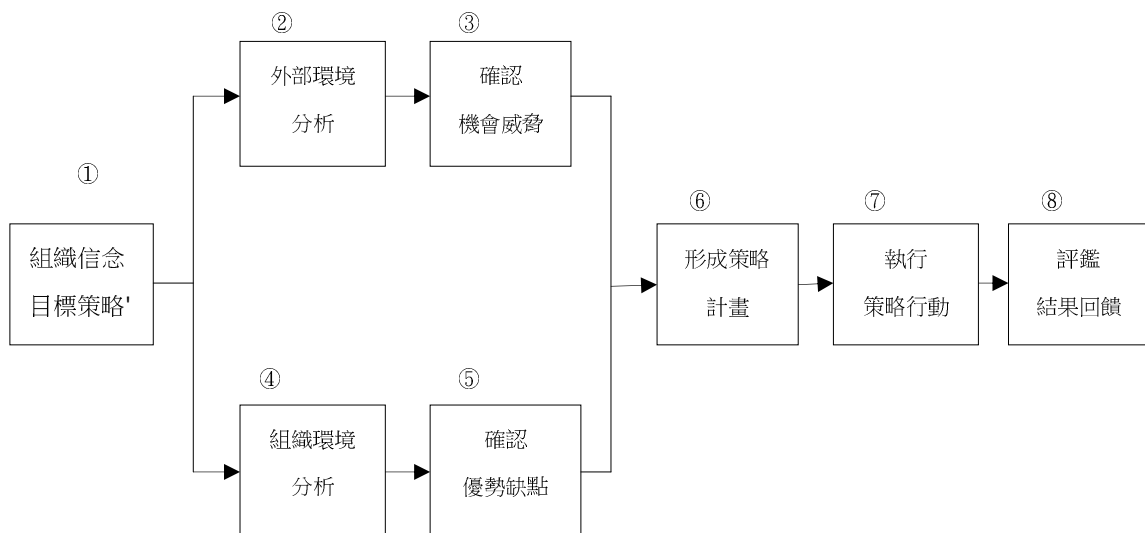 ①
組織信念
目標策略'
②
外部環境
分析
③
確認
機會威脅
④
組織環境
分析
⑤
確認
優勢缺點
⑥
形成策略
計畫
⑦
執行
策略行動
⑧
評鑑
結果回饋